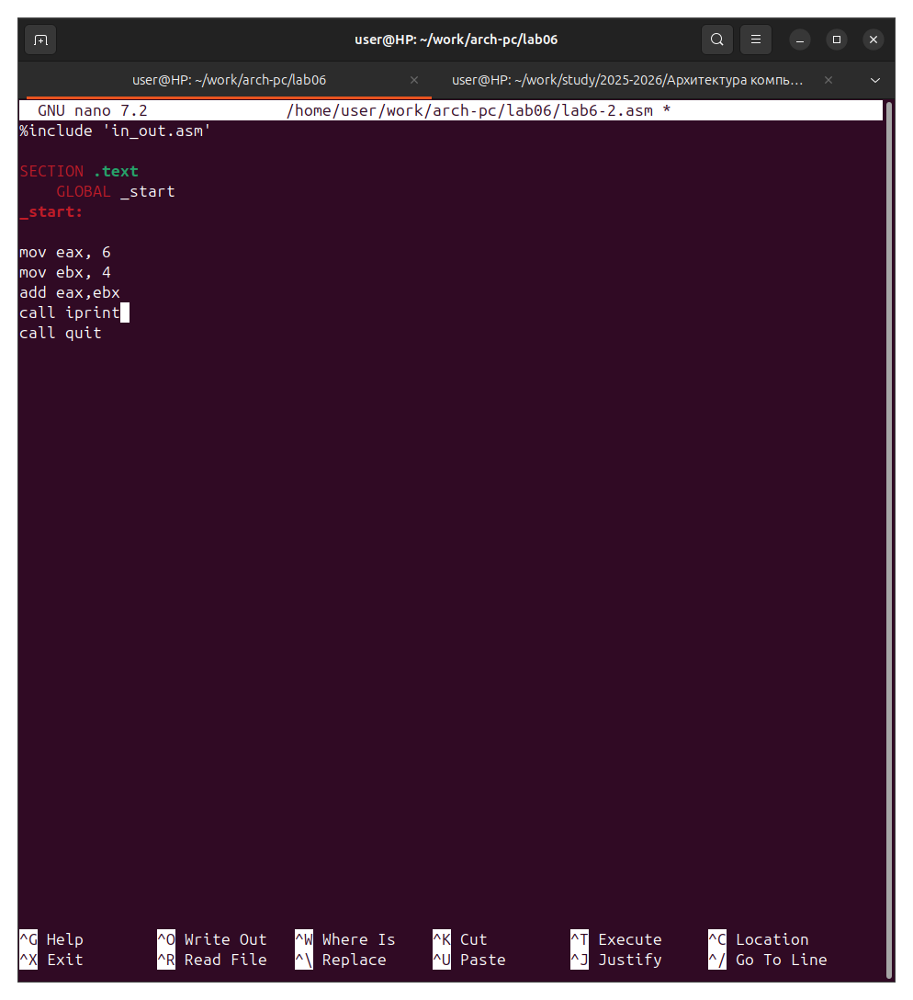 user@HP: ~/work/arch-pc/lab06
user@HP: ~/work/arch-pc/lab06 × user@HP: ~/work/study/2025-2026/Архитектура компь… ×
GNU nano 7.2 /home/user/work/arch-pc/lab06/lab6-2.asm *
%include 'in_out.asm'
SECTION .text
GLOBAL _start
_start:
mov eax, 6
mov ebx, 4
add eax,ebx
call iprint
call quit
^G Help ^O Write Out ^W Where Is ^K Cut ^T Execute ^C Location
^X Exit ^R Read File ^\ Replace ^U Paste ^J Justify ^/ Go To Line